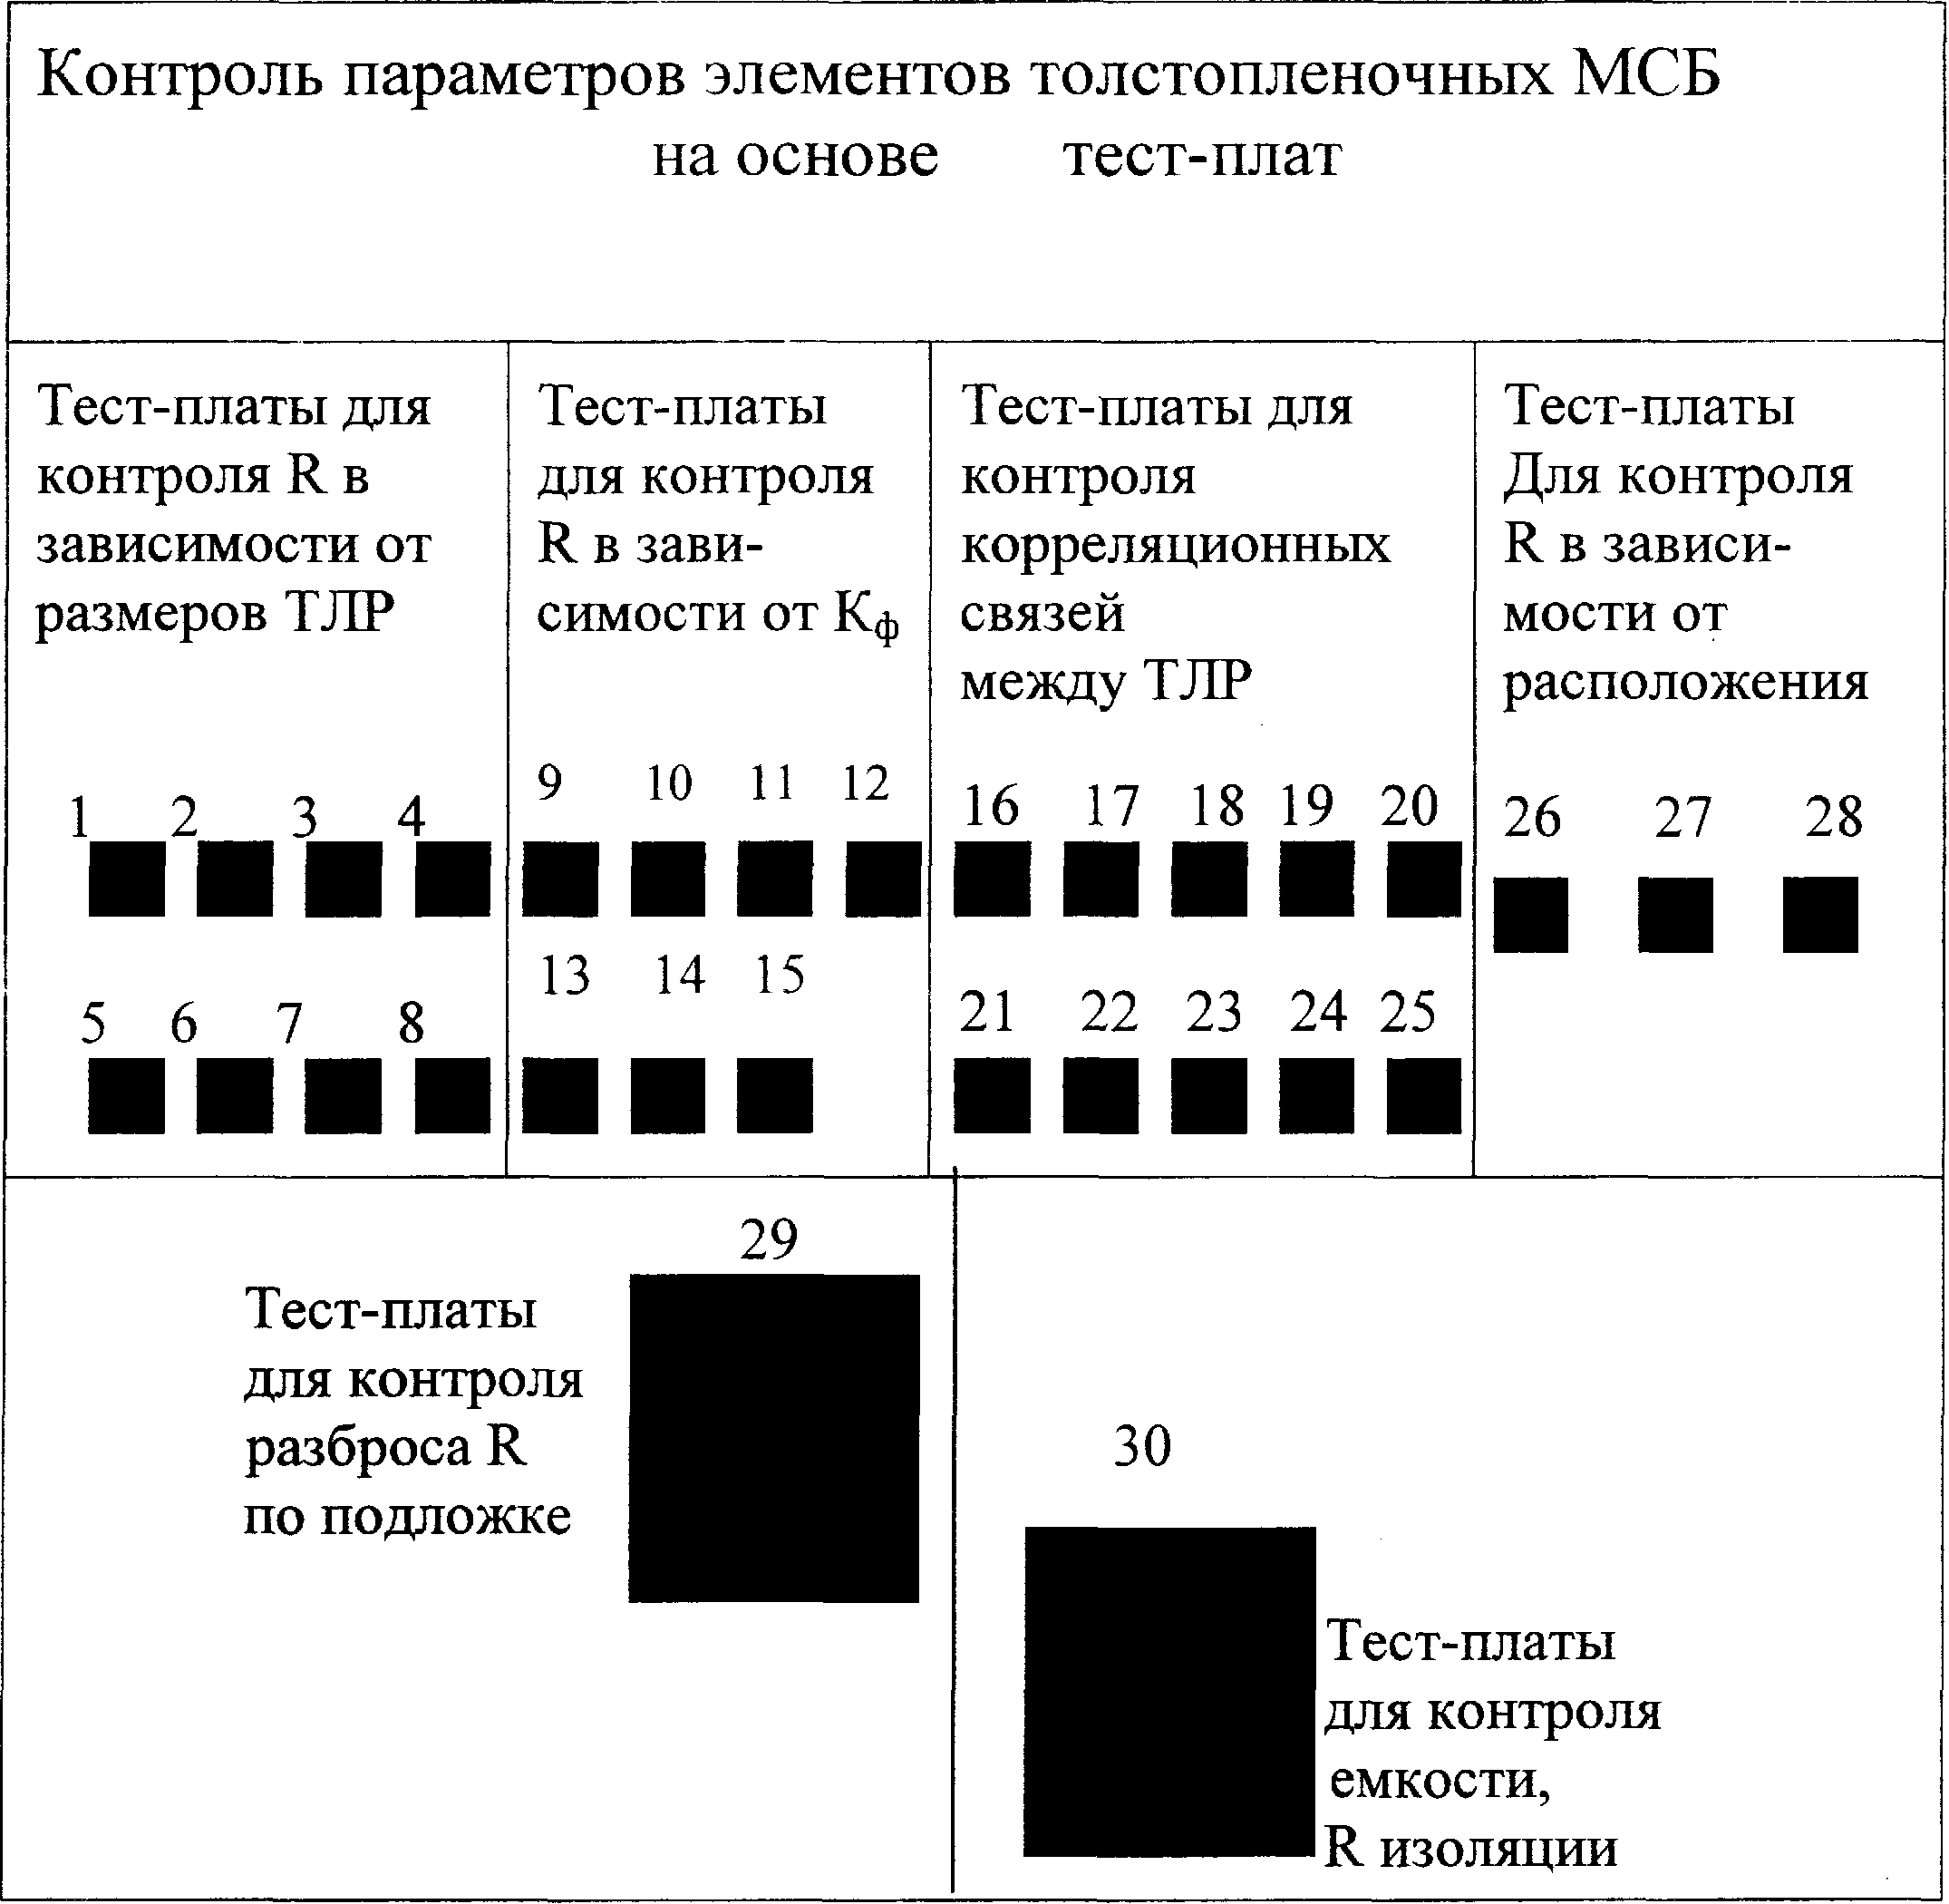 Контроль параметров элементов толстопленочных МСБ
на основе тест-плат
Тест-платы для
контроля R в
зависимости от
размеров ТЛР
1 2 3 4
5 6 7 8
Тест-платы
для контроля
R в зави-
симости от Кф
9 10 11 12
13 14 15
Тест-платы для
контроля
корреляционных
связей
между ТЛР
16 17 18 19 20
21 22 23 24 25
Тест-платы
Для контроля
R в зависи-
мости от
расположения
26 27 28
29
Тест-платы
для контроля
разброса R
по подложке
30
Тест-платы
для контроля
емкости,
R изоляции